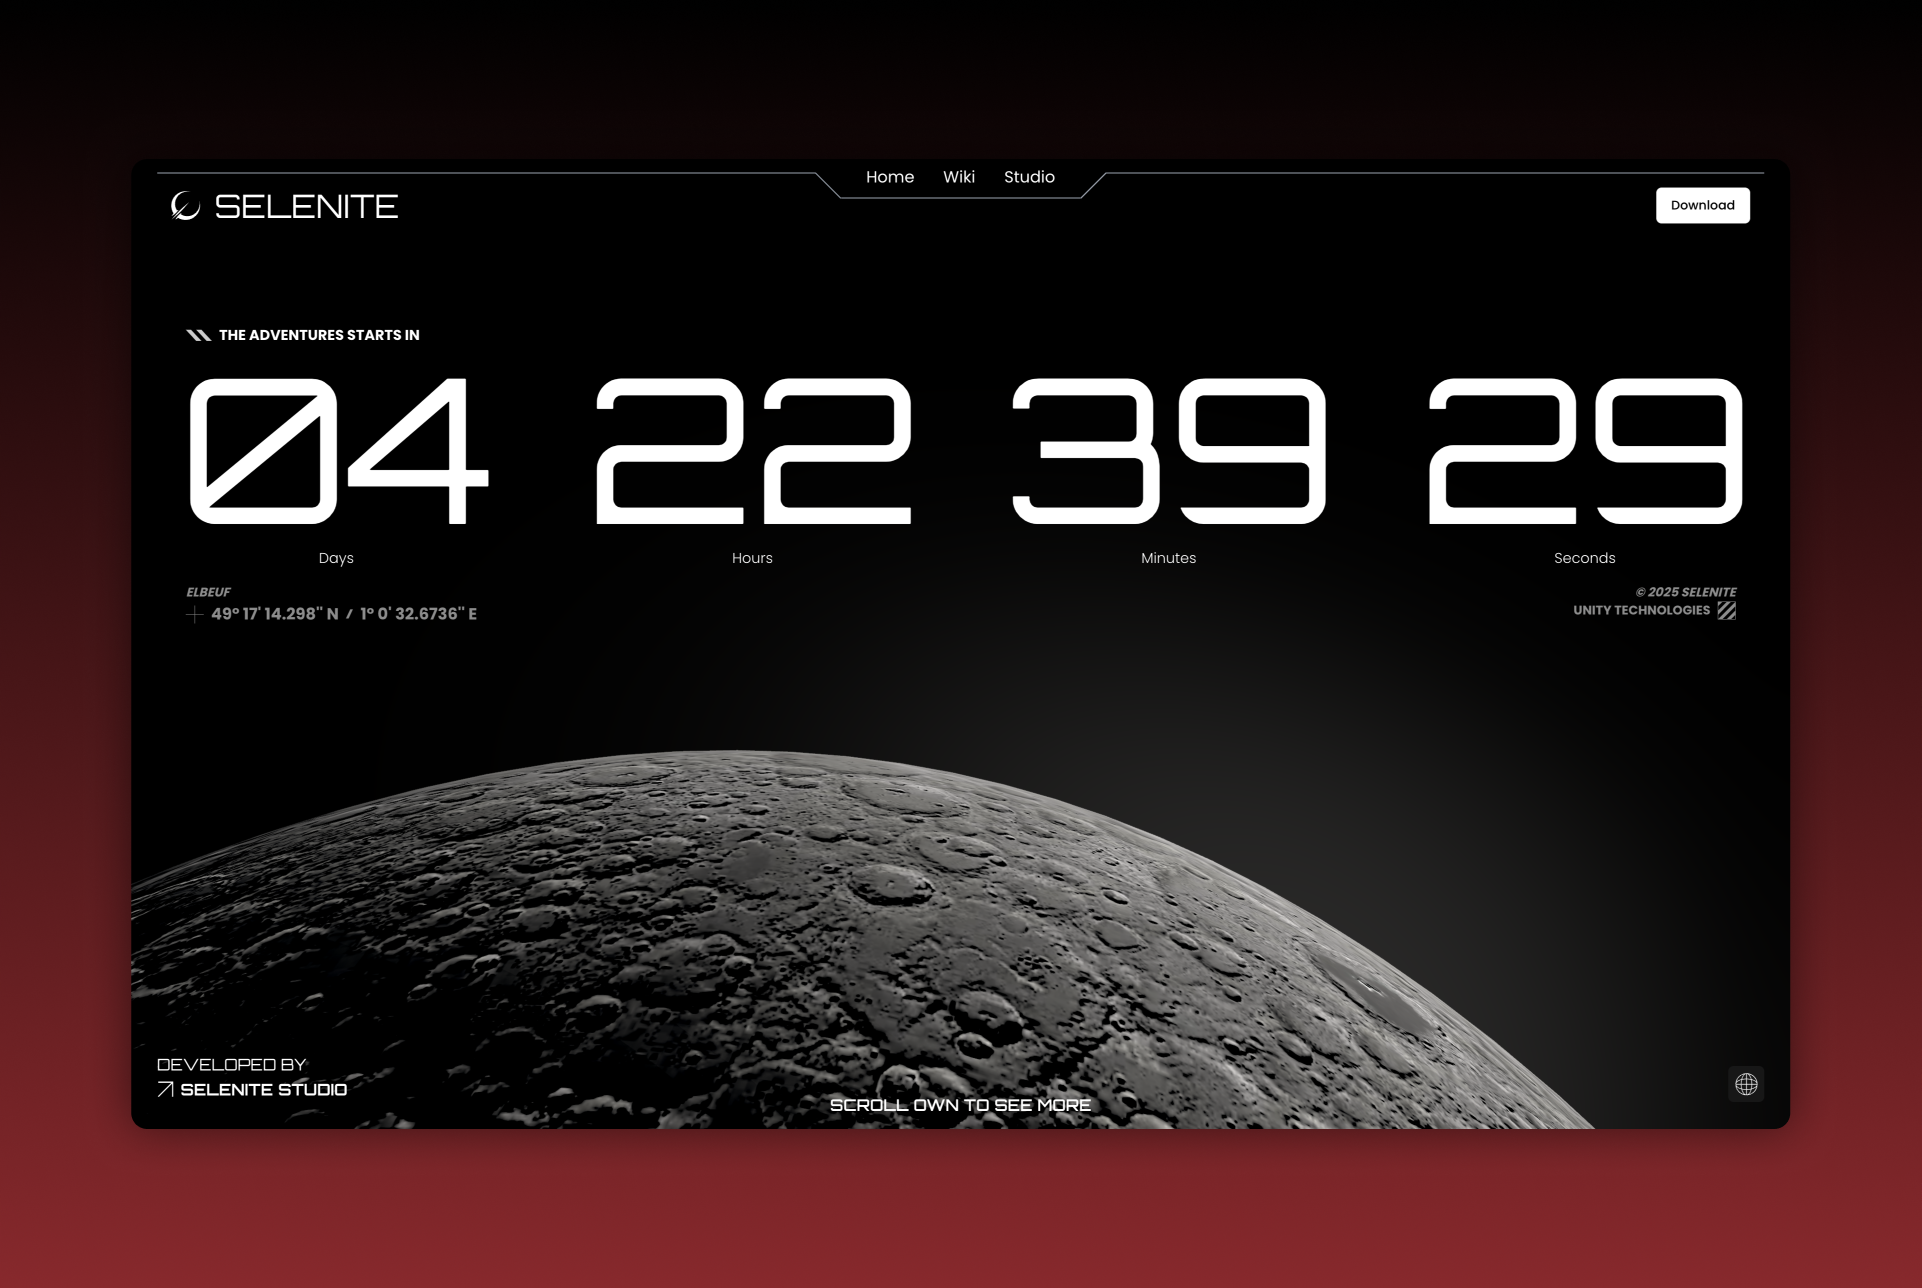 Home Wiki Studio
SELENITE
Download
THE ADVENTURES STARTS IN
04 22 39 29
Days Hours Minutes Seconds
ELBEUF
49° 17' 14.298" N / 1° 0' 32.6736" E
© 2025 SELENITE
UNITY TECHNOLOGIES
DEVELOPED BY
SELENITE STUDIO
SCROLL OWN TO SEE MORE